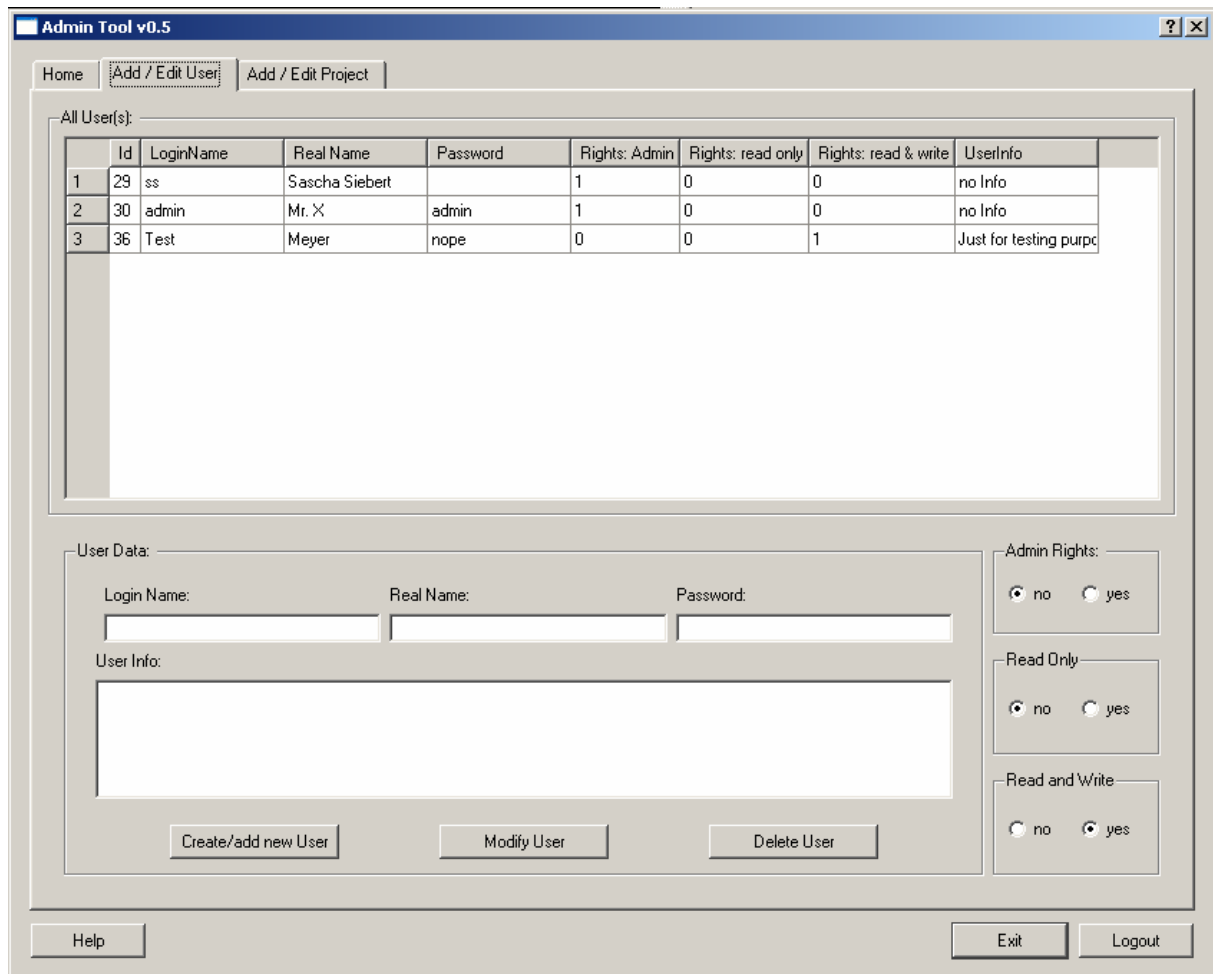 Admin Tool v0.5
Home Add / Edit User Add / Edit Project
All User(s):
Id LoginName Real Name Password Rights: Admin Rights: read only Rights: read & write UserInfo
1 29 ss Sascha Siebert 1 0 0 no Info
2 30 admin Mr. X admin 1 0 0 no Info
3 36 Test Meyer nope 0 0 1 Just for testing purpo
User Data:
Admin Rights:
Login Name: Real Name: Password:
no yes
User Info:
Read Only
no yes
Read and Write
no yes
Create/add new User Modify User Delete User
Help Exit Logout